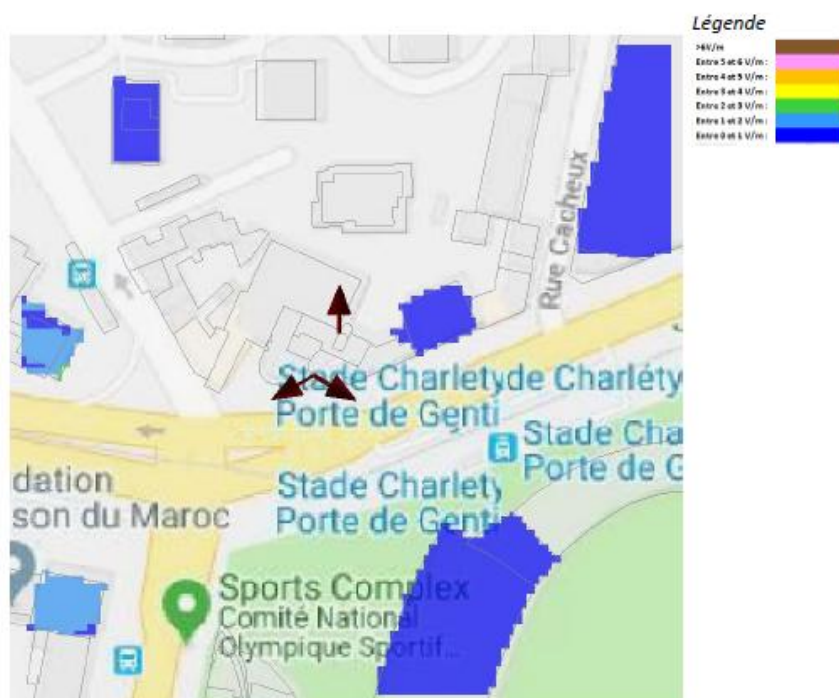 Légende
>6V/m
Entre 5 et 6 V/m :
Entre 4 et 5 V/m :
Entre 3 et 4 V/m :
Entre 2 et 3 V/m :
Entre 1 et 2 V/m :
Entre 0 et 1 V/m :
Rue Cacheux
Stade Charletyde Charléty
Porte de Genti
Stade Cha
Porte de G
Stade Charlety
Porte de Genti
dation
son du Maroc
Sports Complex
Comité National
Olympique Sportif...